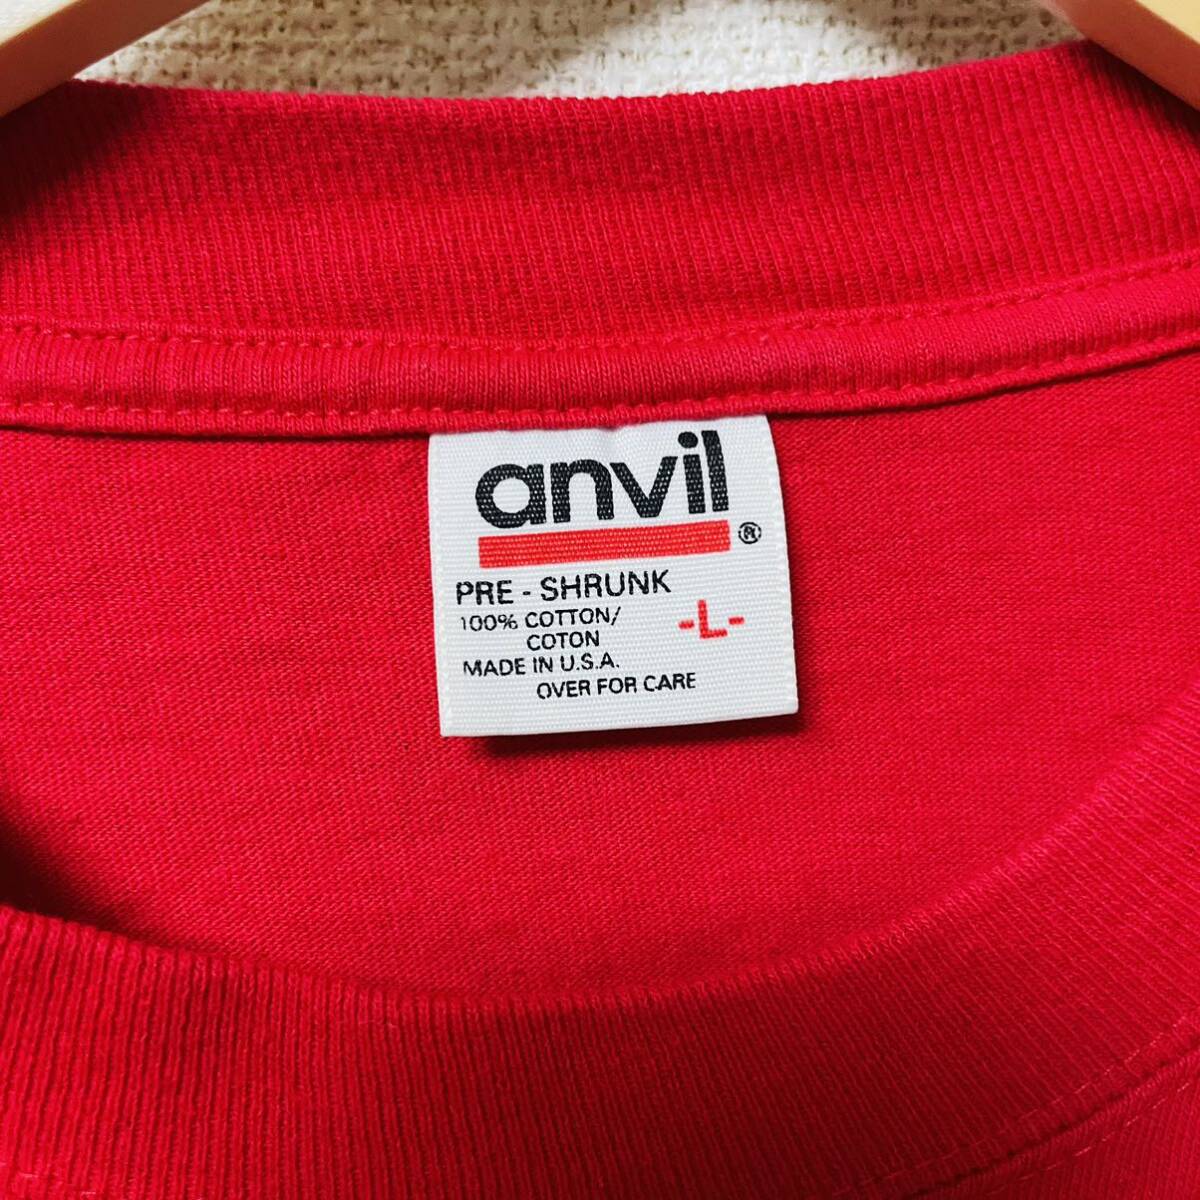 anvil
®
PRE - SHRUNK
100% COTTON/
COTON
-L-
MADE IN U.S.A.
OVER FOR CARE